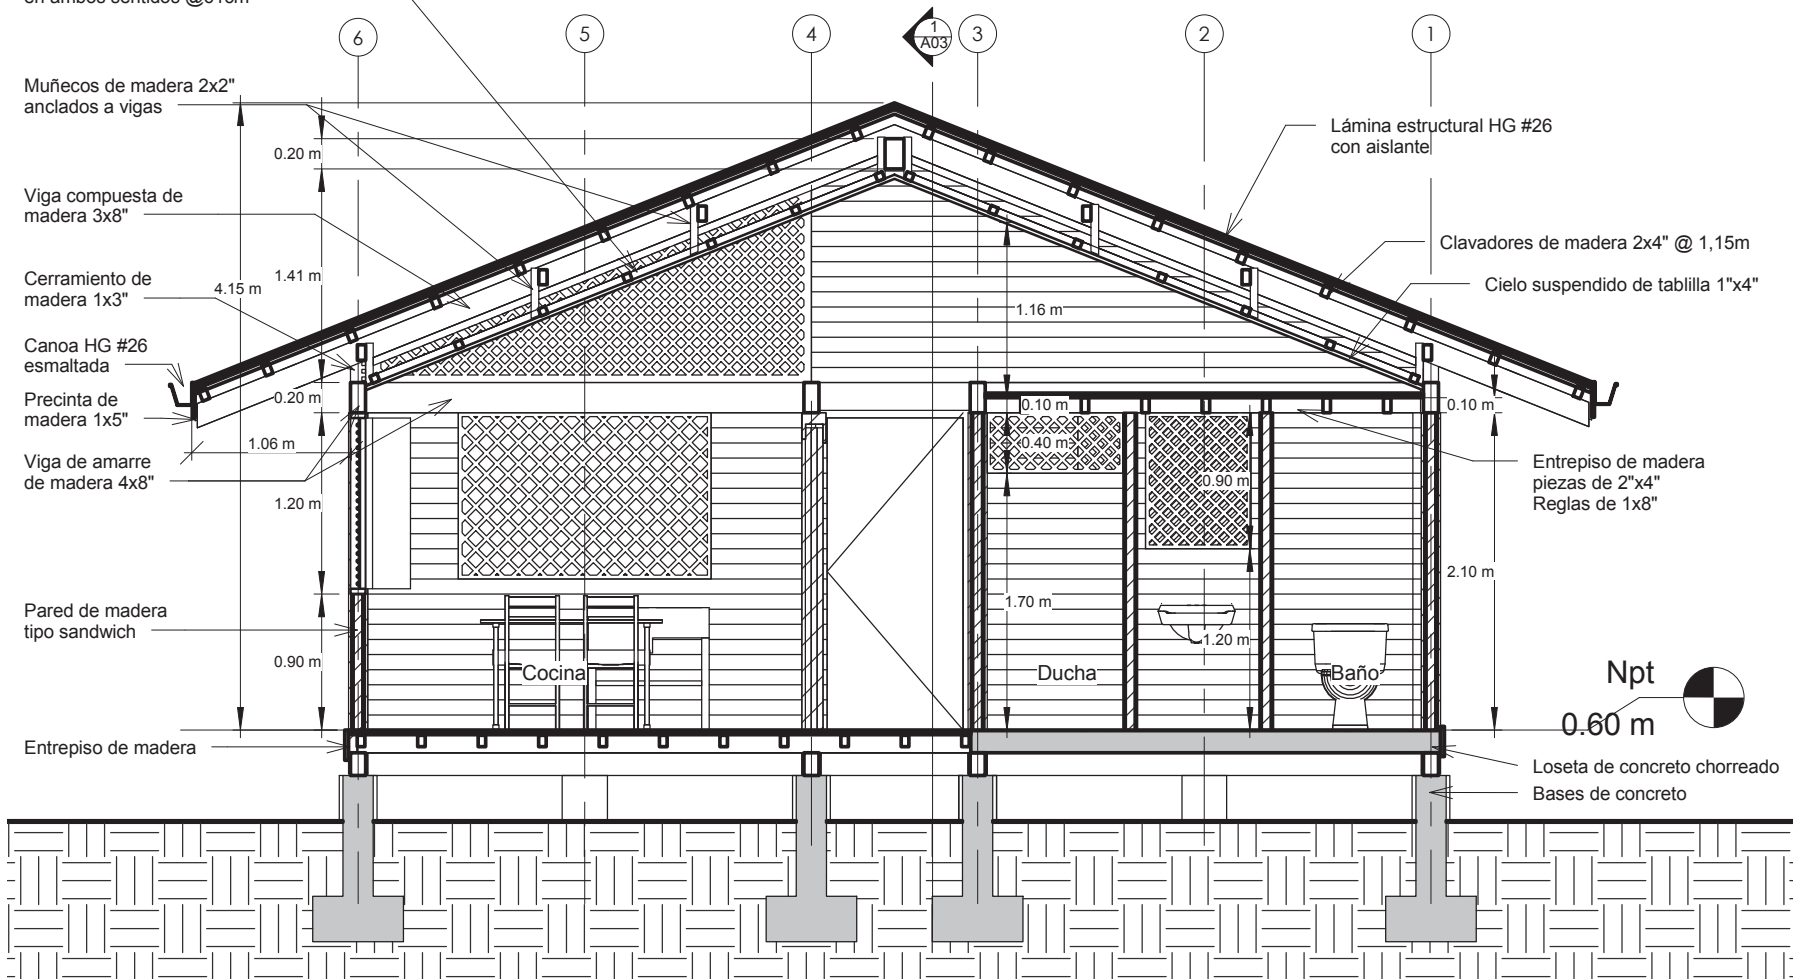 6
5
4
1
A03
3
2
1
Muñecos de madera 2x2"
anclados a vigas
Viga compuesta de
madera 3x8"
Cerramiento de
madera 1x3"
Canoa HG #26
esmaltada
Precinta de
madera 1x5"
Viga de amarre
de madera 4x8"
Pared de madera
tipo sandwich
Entrepiso de madera
0.20 m
1.41 m
4.15 m
0.20 m
1.06 m
1.20 m
0.90 m
1.16 m
0.10 m
0.40 m
0.90 m
1.70 m
1.20 m
0.10 m
2.10 m
Cocina
Ducha
Baño
Lámina estructural HG #26
con aislante
Clavadores de madera 2x4" @ 1,15m
Cielo suspendido de tablilla 1"x4"
Entrepiso de madera
piezas de 2"x4"
Reglas de 1x8"
Npt
0.60 m
Loseta de concreto chorreado
Bases de concreto